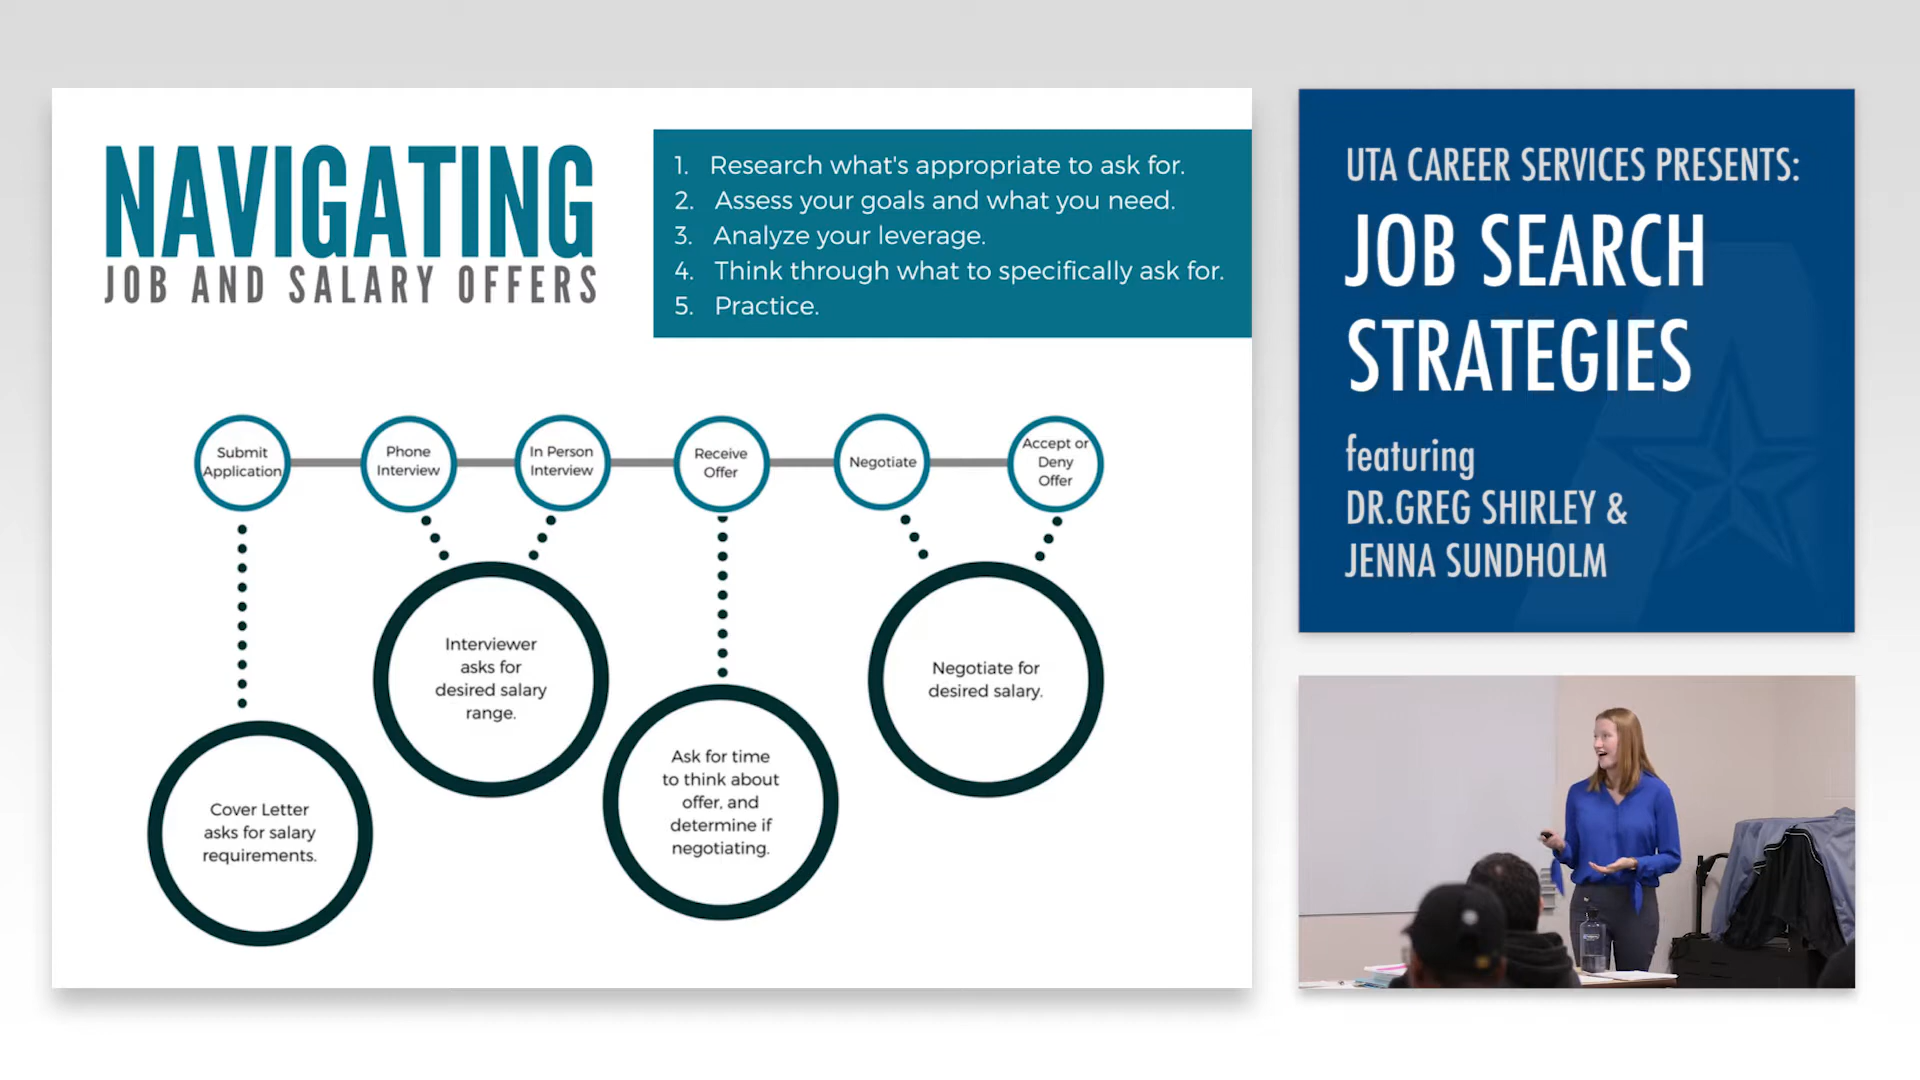 NAVIGATING
JOB AND SALARY OFFERS
1. Research what's appropriate to ask for.
2. Assess your goals and what you need.
3. Analyze your leverage.
4. Think through what to specifically ask for.
5. Practice.
Submit
Application
Phone
Interview
In Person
Interview
Receive
Offer
Negotiate
Accept or
Deny
Offer
Cover Letter
asks for salary
requirements.
Interviewer
asks for
desired salary
range.
Ask for time
to think about
offer, and
determine if
negotiating.
Negotiate for
desired salary.
UTA CAREER SERVICES PRESENTS:
JOB SEARCH
STRATEGIES
featuring
DR.GREG SHIRLEY &
JENNA SUNDHOLM